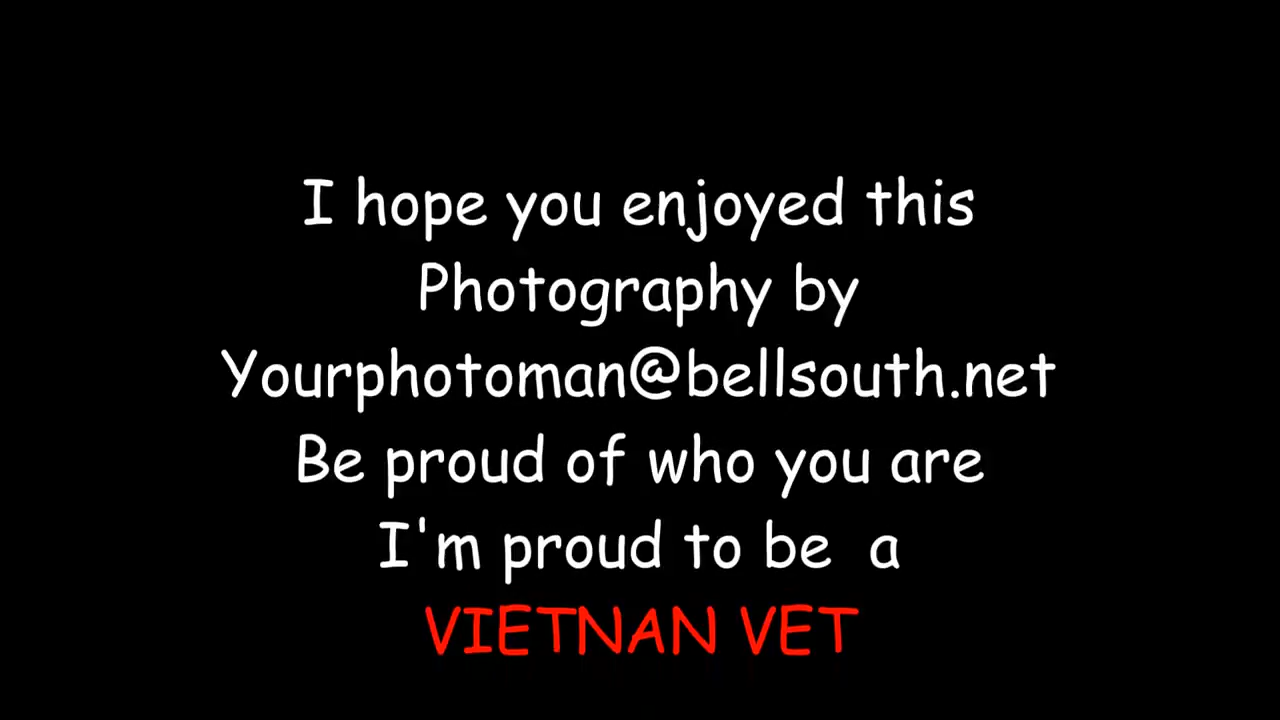 I hope you enjoyed this
Photography by
Yourphotoman@bellsouth.net
Be proud of who you are
I'm proud to be  a
VIETNAN VET